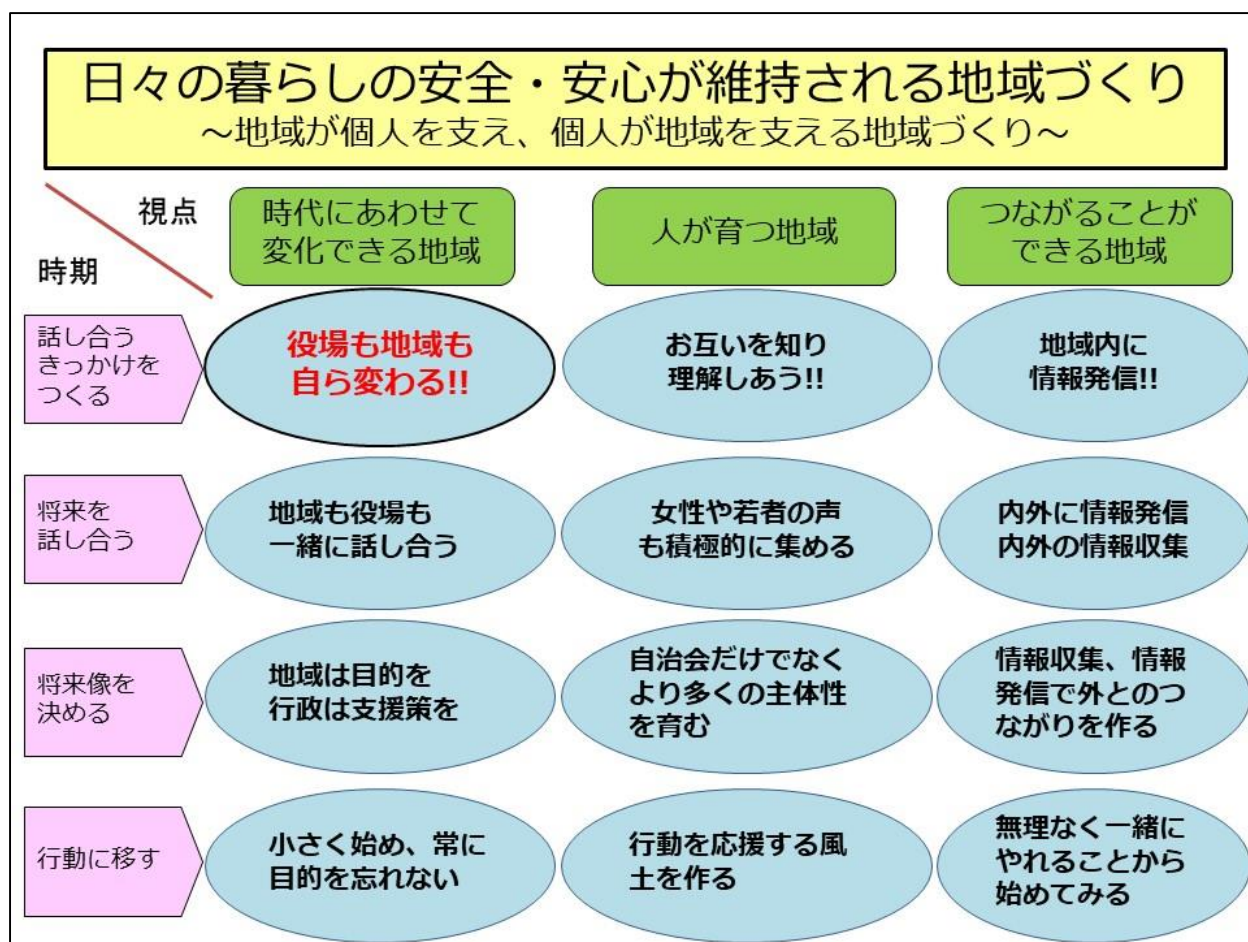 日々の暮らしの安全・安心が維持される地域づくり
～地域が個人を支え、個人が地域を支える地域づくり～
視点
時期
時代にあわせて
変化できる地域
人が育つ地域
つながることが
できる地域
話し合う
きっかけを
つくる
役場も地域も
自ら変わる!!
お互いを知り
理解しあう!!
地域内に
情報発信!!
将来を
話し合う
地域も役場も
一緒に話し合う
女性や若者の声
も積極的に集める
内外に情報発信
内外の情報収集
将来像を
決める
地域は目的を
行政は支援策を
自治会だけでなく
より多くの主体性
を育む
情報収集、情報
発信で外とのつ
ながりを作る
行動に移す
小さく始め、常に
目的を忘れない
行動を応援する風
土を作る
無理なく一緒に
やれることから
始めてみる